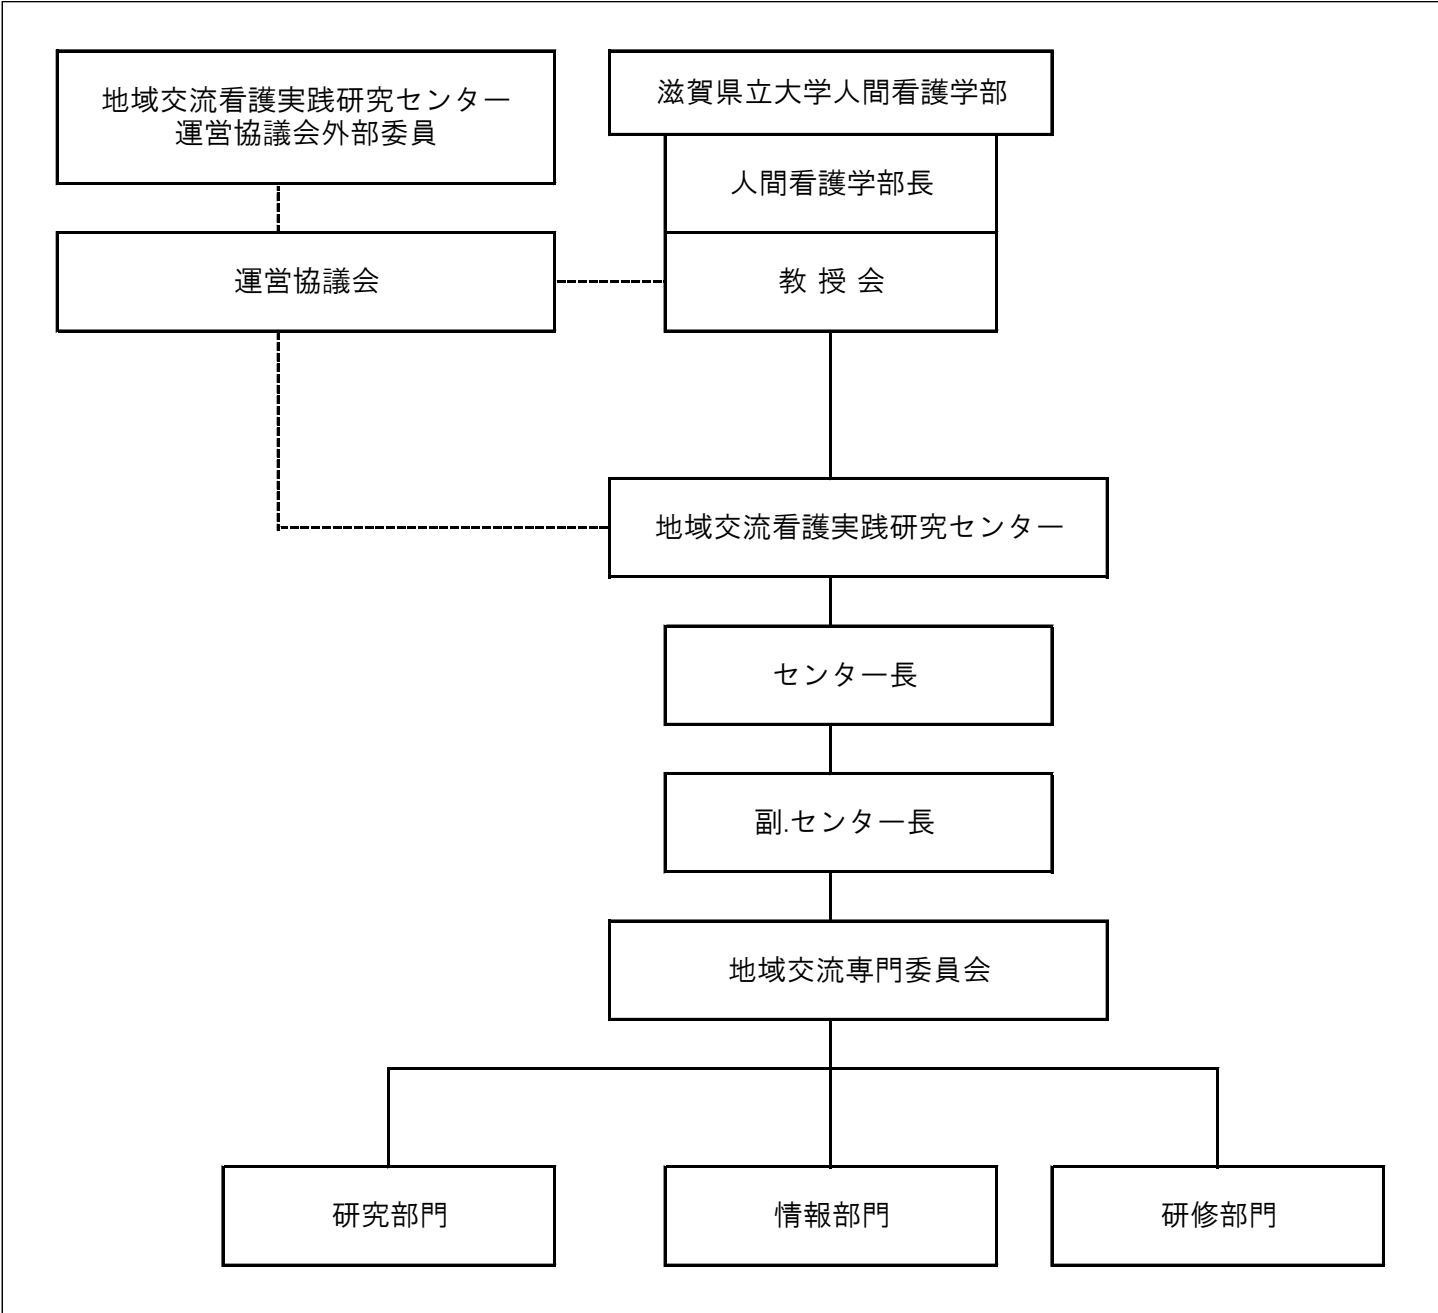 地域交流看護実践研究センター
運営協議会外部委員
滋賀県立大学人間看護学部
人間看護学部長
運営協議会
教 授 会
地域交流看護実践研究センター
センター長
副.センター長
地域交流専門委員会
研究部門
情報部門
研修部門